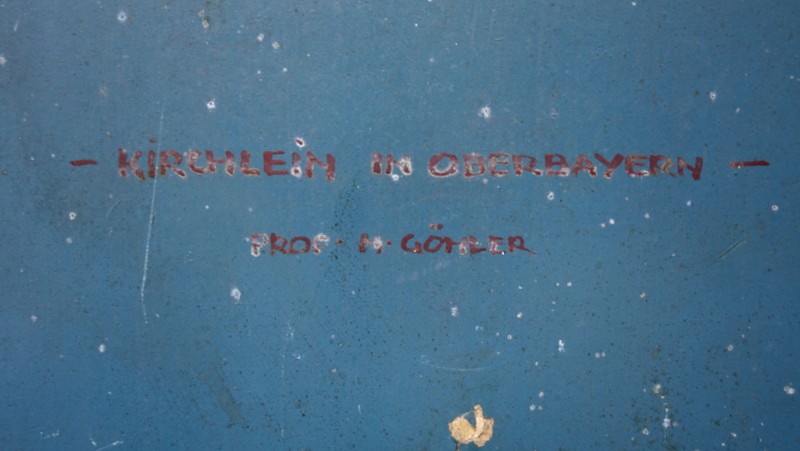 - KIRCHLEIN IN OBERBAYERN -
PROF. H. GÖHLER